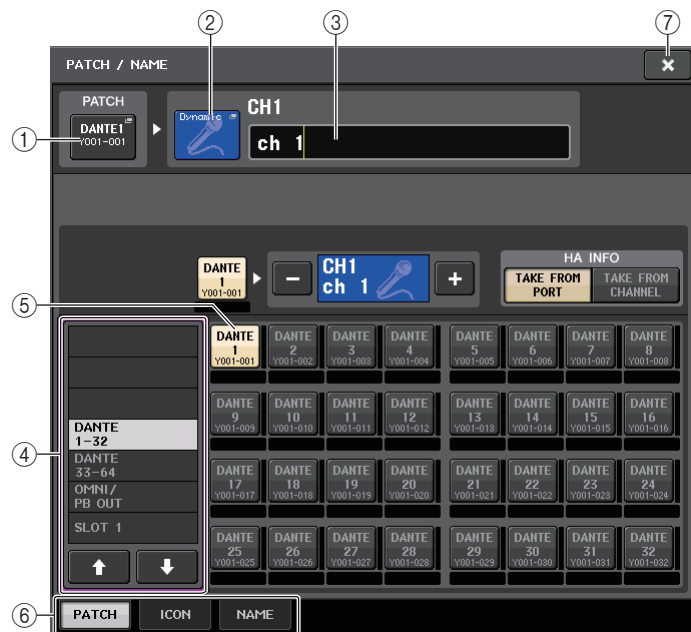 ② ③ ⑦
PATCH / NAME
×
PATCH
① DANTE1
Y001-001
Dynamic
CH1
ch 1
DANTE
1
Y001-001
−
CH1
ch 1
+
HA INFO
TAKE FROM
PORT
TAKE FROM
CHANNEL
⑤
④
DANTE
1-32
DANTE
33-64
OMNI/
PB OUT
SLOT 1
DANTE DANTE DANTE DANTE DANTE DANTE DANTE DANTE
1 2 3 4 5 6 7 8
Y001-001 Y001-002 Y001-003 Y001-004 Y001-005 Y001-006 Y001-007 Y001-008
DANTE DANTE DANTE DANTE DANTE DANTE DANTE DANTE
9 10 11 12 13 14 15 16
Y001-009 Y001-010 Y001-011 Y001-012 Y001-013 Y001-014 Y001-015 Y001-016
DANTE DANTE DANTE DANTE DANTE DANTE DANTE DANTE
17 18 19 20 21 22 23 24
Y001-017 Y001-018 Y001-019 Y001-020 Y001-021 Y001-022 Y001-023 Y001-024
DANTE DANTE DANTE DANTE DANTE DANTE DANTE DANTE
25 26 27 28 29 30 31 32
Y001-025 Y001-026 Y001-027 Y001-028 Y001-029 Y001-030 Y001-031 Y001-032
⑥ PATCH ICON NAME